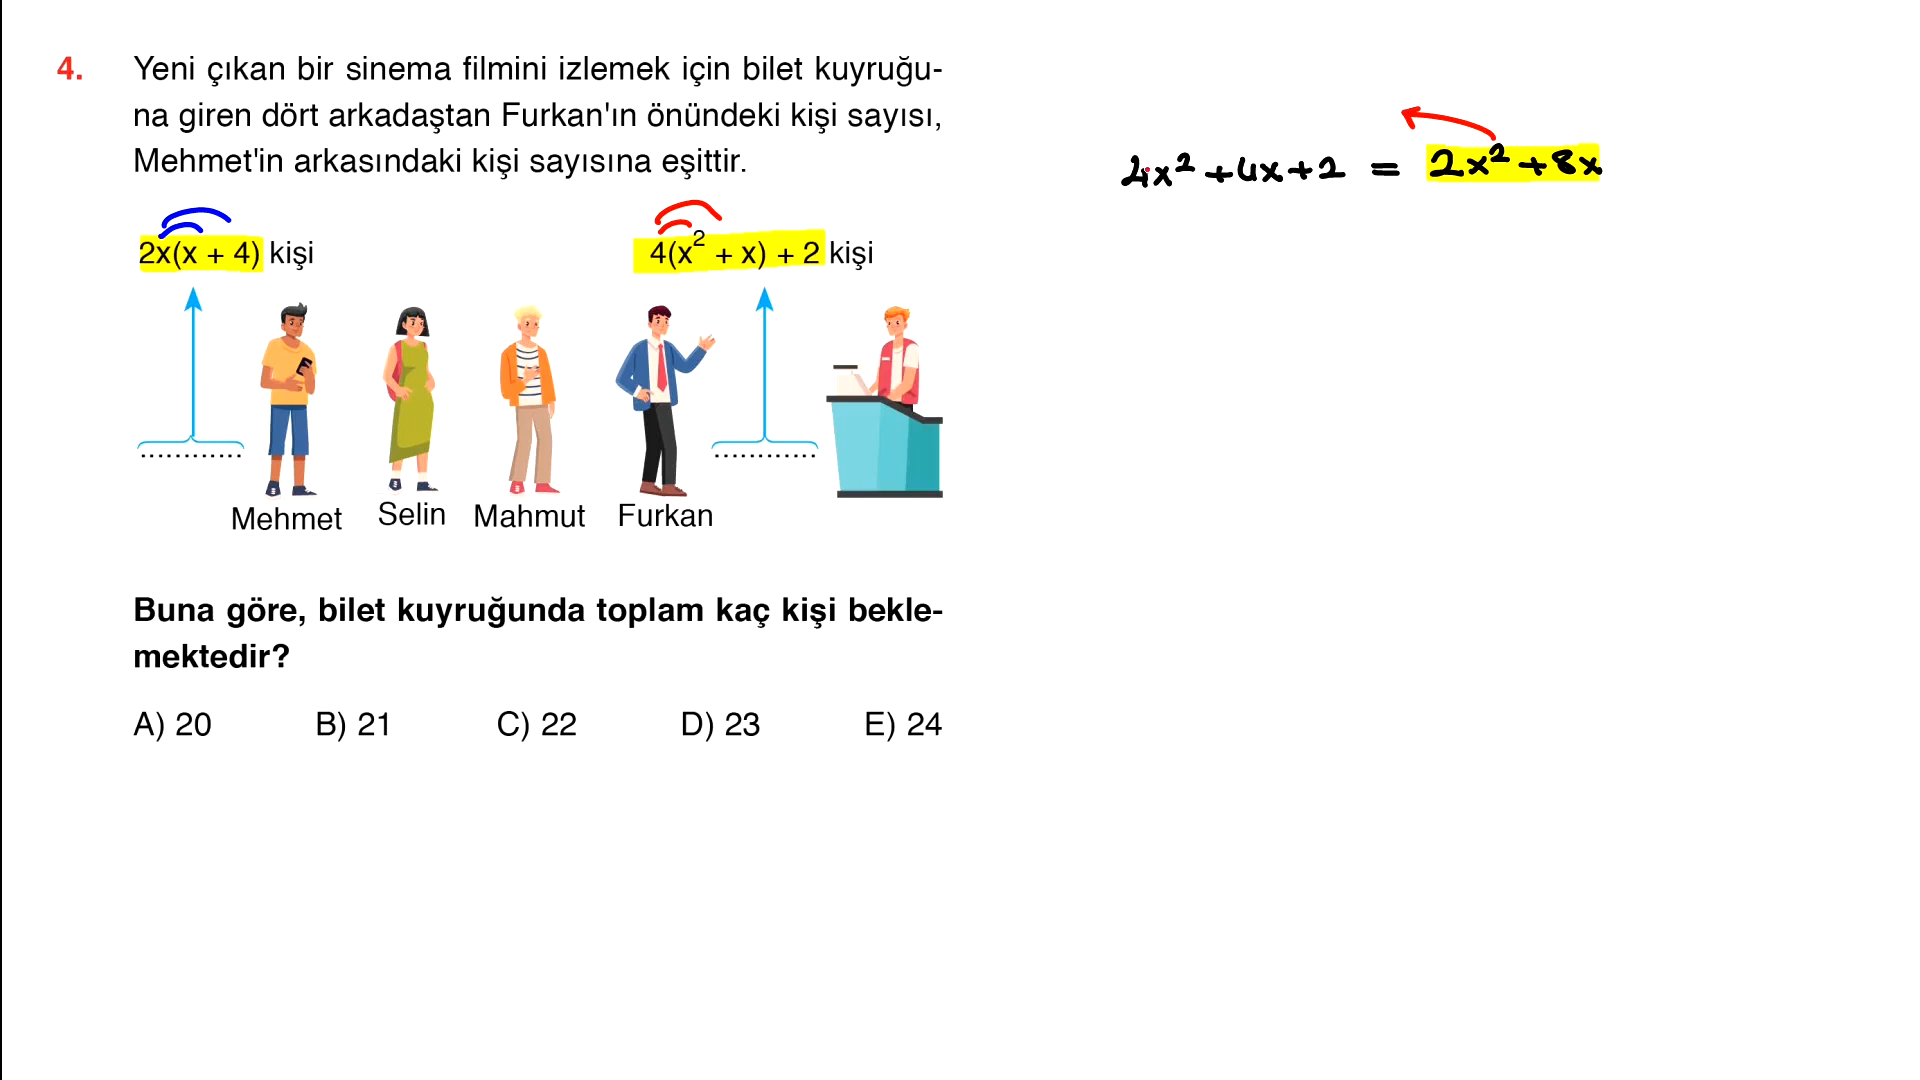 4. Yeni çıkan bir sinema filmini izlemek için bilet kuyruğu-
na giren dört arkadaştan Furkan'ın önündeki kişi sayısı,
Mehmet'in arkasındaki kişi sayısına eşittir.
2x(x + 4) kişi
4(x² + x) + 2 kişi
Mehmet Selin Mahmut Furkan
Buna göre, bilet kuyruğunda toplam kaç kişi bekle-
mektedir?
A) 20 B) 21 C) 22 D) 23 E) 24
4x² + 4x + 2 = 2x² + 8x